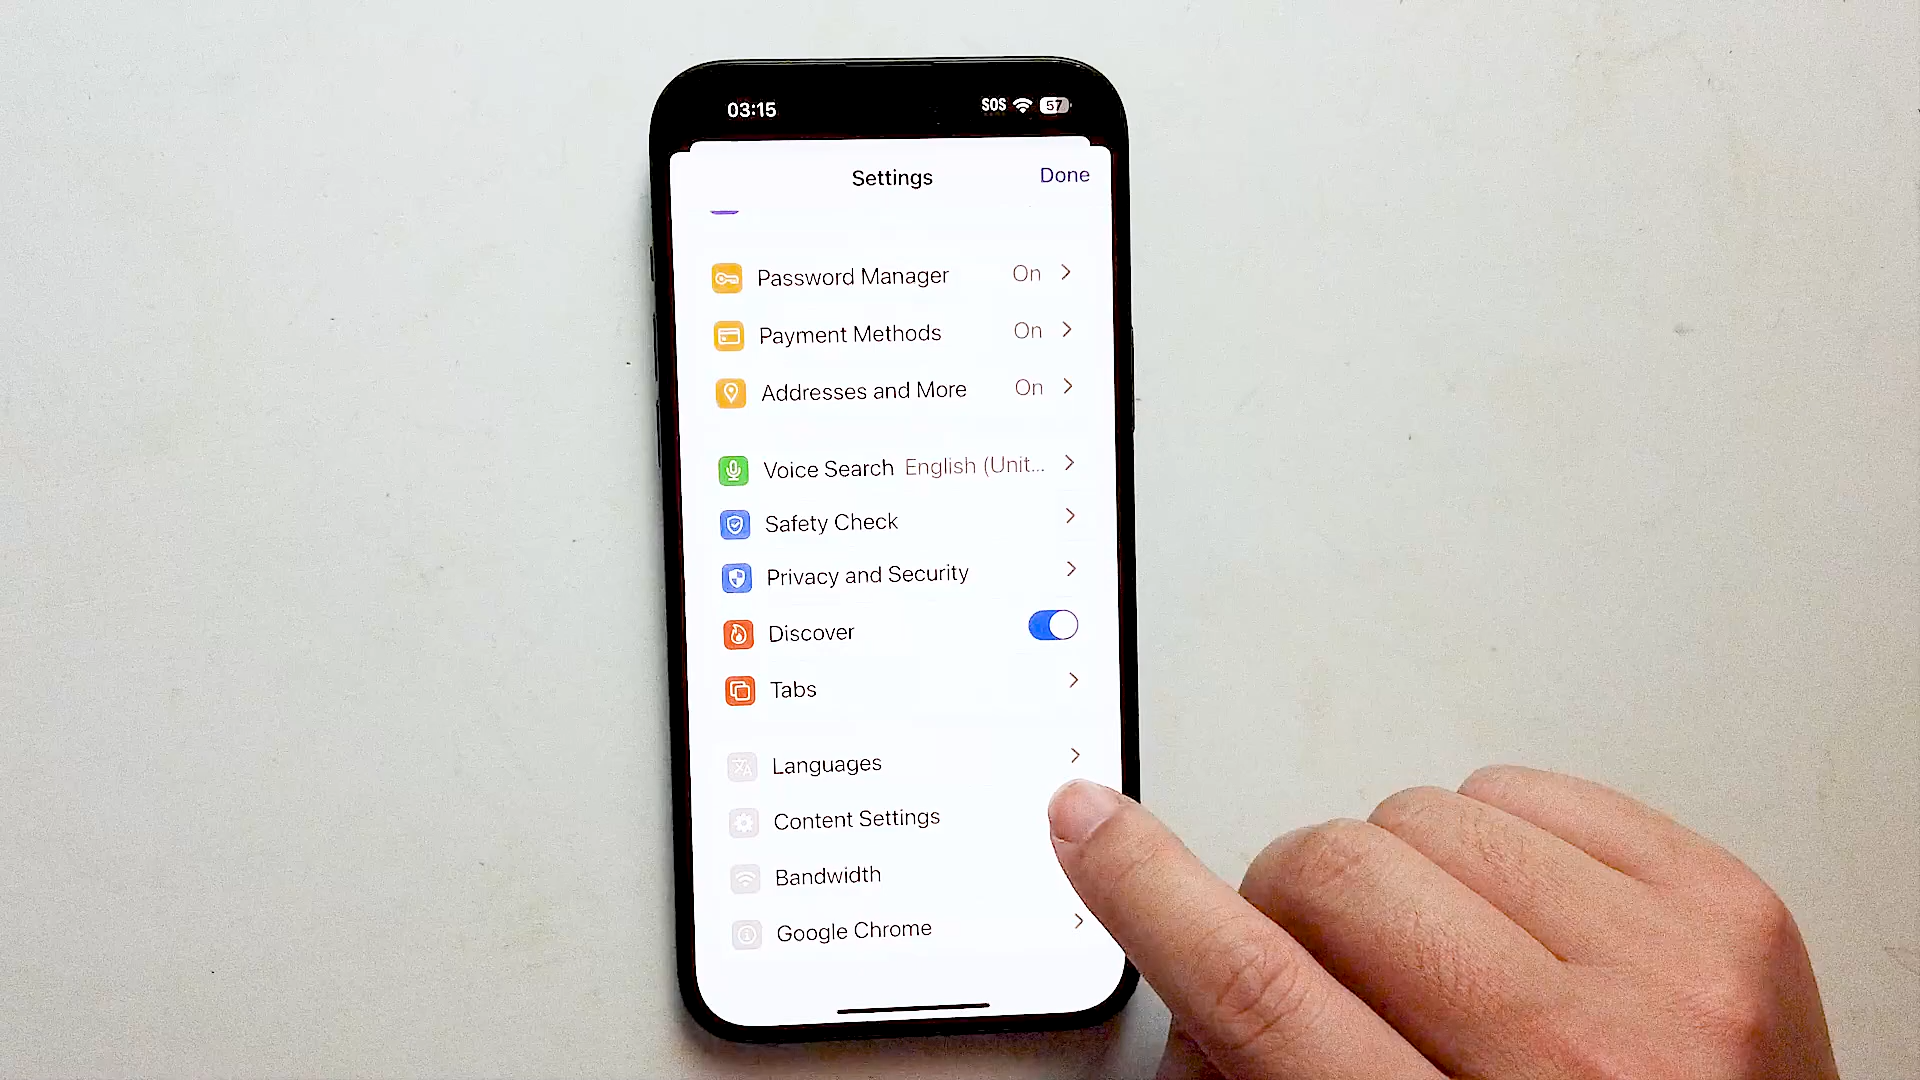 03:15 SOS 57
Settings Done
Password Manager On
Payment Methods On
Addresses and More On
Voice Search English (Unit...
Safety Check
Privacy and Security
Discover
Tabs
Languages
Content Settings
Bandwidth
Google Chrome